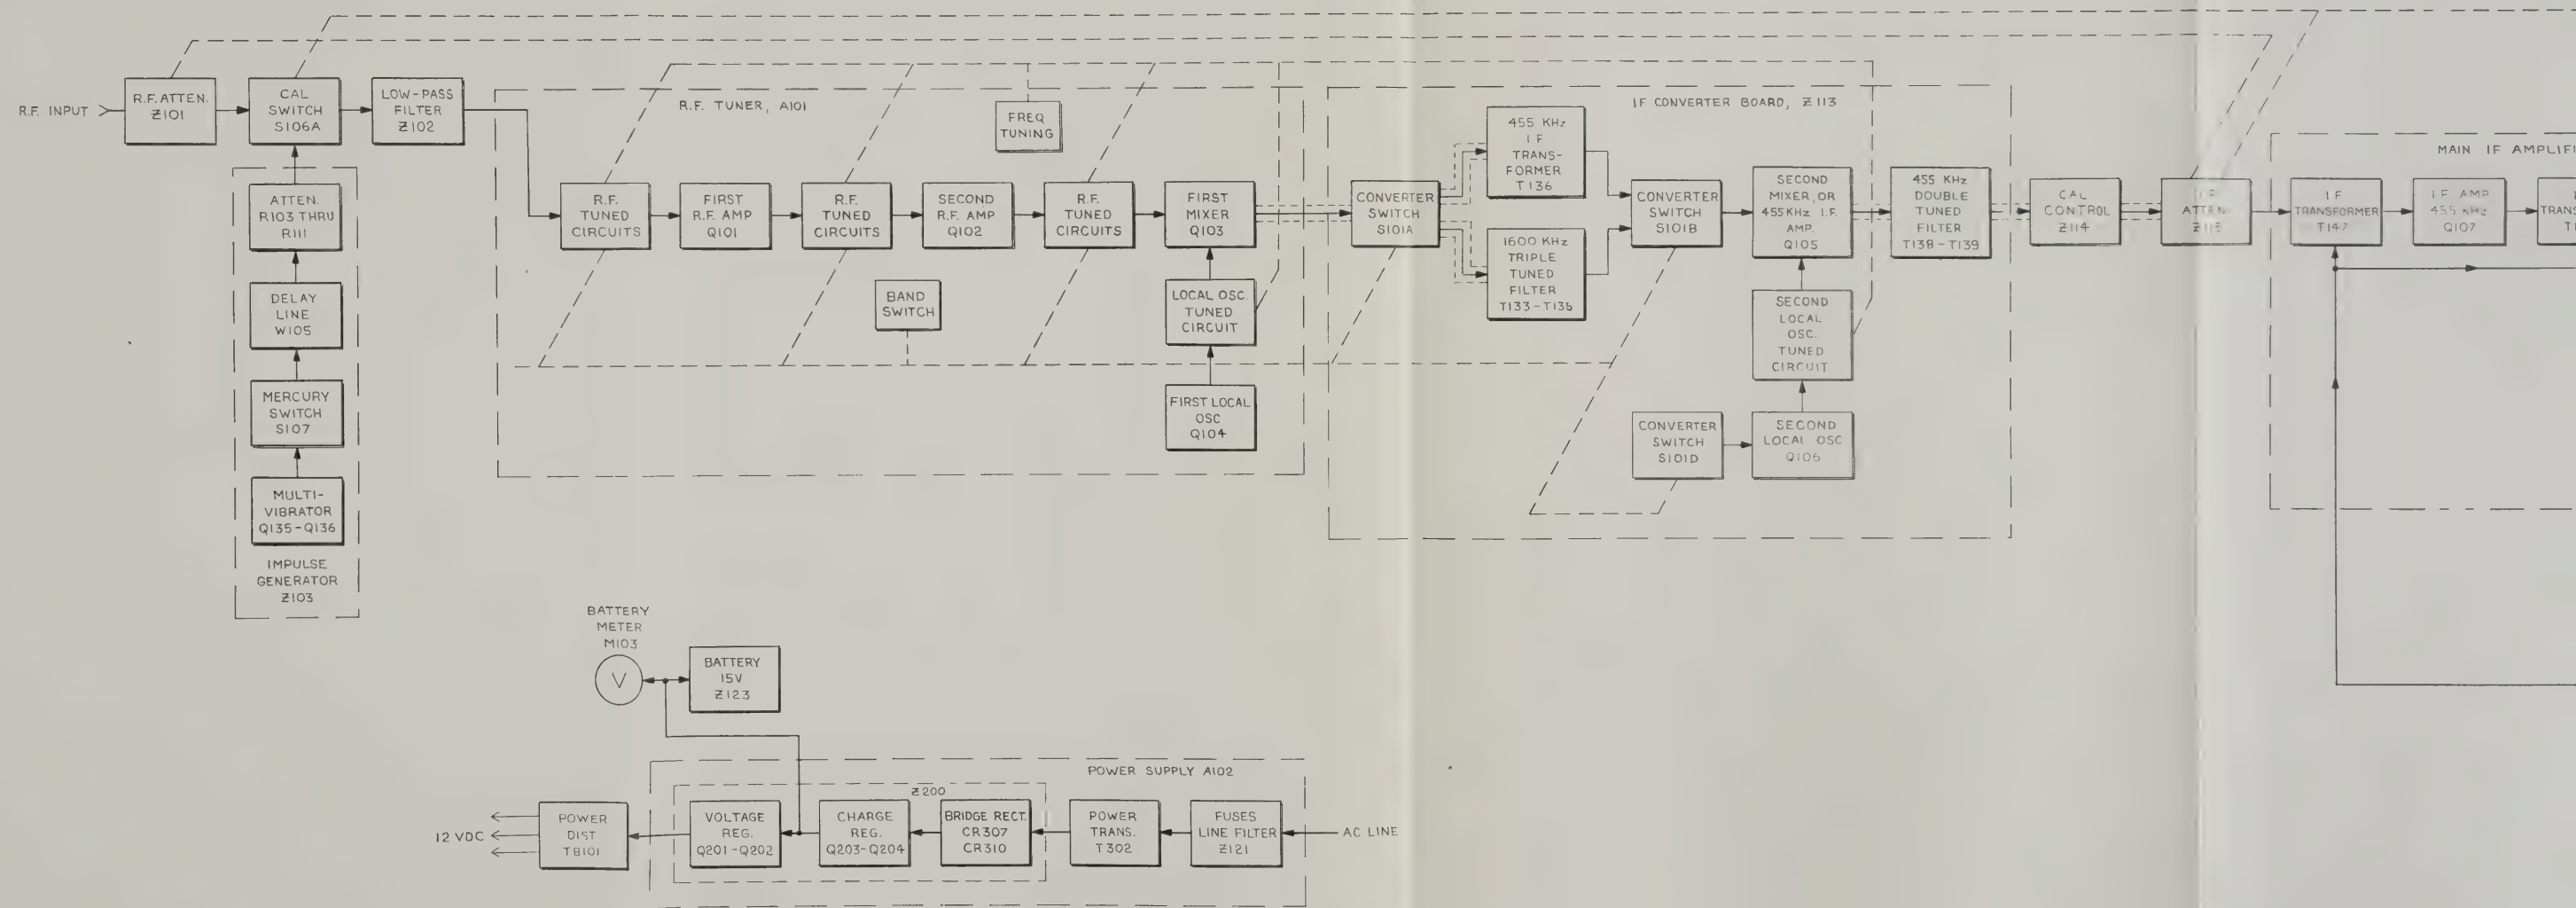 R.F. INPUT
R.F. ATTEN.
Z101
CAL
SWITCH
S106A
LOW-PASS
FILTER
Z102
ATTEN.
R103 THRU
R111
DELAY
LINE
W105
MERCURY
SWITCH
S107
MULTI-
VIBRATOR
Q135-Q136
IMPULSE
GENERATOR
Z103
R.F. TUNER, A101
FREQ
TUNING
R.F.
TUNED
CIRCUITS
FIRST
R.F. AMP
Q101
R.F.
TUNED
CIRCUITS
SECOND
R.F. AMP
Q102
R.F.
TUNED
CIRCUITS
FIRST
MIXER
Q103
BAND
SWITCH
LOCAL OSC.
TUNED
CIRCUIT
FIRST LOCAL
OSC
Q104
IF CONVERTER BOARD, Z113
CONVERTER
SWITCH
S101A
455 KHz
I F
TRANS-
FORMER
T136
1600 KHz
TRIPLE
TUNED
FILTER
T133-T135
CONVERTER
SWITCH
S101B
SECOND
MIXER, OR
455KHz I.F.
AMP.
Q105
455 KHz
DOUBLE
TUNED
FILTER
T138-T139
SECOND
LOCAL
OSC.
TUNED
CIRCUIT
CONVERTER
SWITCH
S101D
SECOND
LOCAL OSC
Q106
CAL
CONTROL
Z114
I.F.
ATTEN
Z115
MAIN IF AMPLIFI
I F
TRANSFORMER
T147
I.F. AMP
455 KHz
Q107
TRANS
BATTERY
METER
M103
V
BATTERY
15V
Z123
POWER SUPPLY A102
Z200
12 VDC
POWER
DIST
TB101
VOLTAGE
REG.
Q201-Q202
CHARGE
REG.
Q203-Q204
BRIDGE RECT.
CR307
CR310
POWER
TRANS.
T302
FUSES
LINE FILTER
Z121
AC LINE